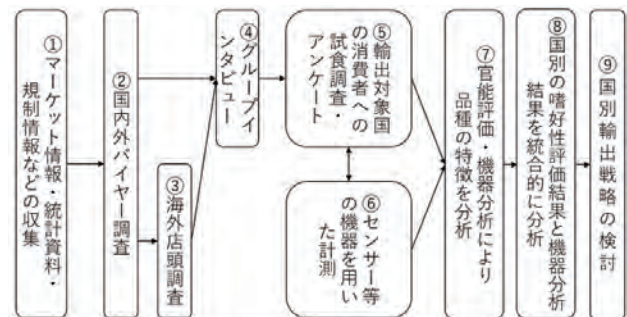 ①マーケット情報・統計資料・
規制情報などの収集
②国内外バイヤー調査
③海外店頭調査
④グループイ
ンタビュー
⑤輸出対象国
の消費者への
試食調査・
アンケート
⑥センサー等
の機器を用い
た計測
⑦官能評価・機器分析により
品種の特徴を分析
⑧国別の嗜好性評価結果と機器分析
結果を統合的に分析
⑨国別輸出戦略の検討